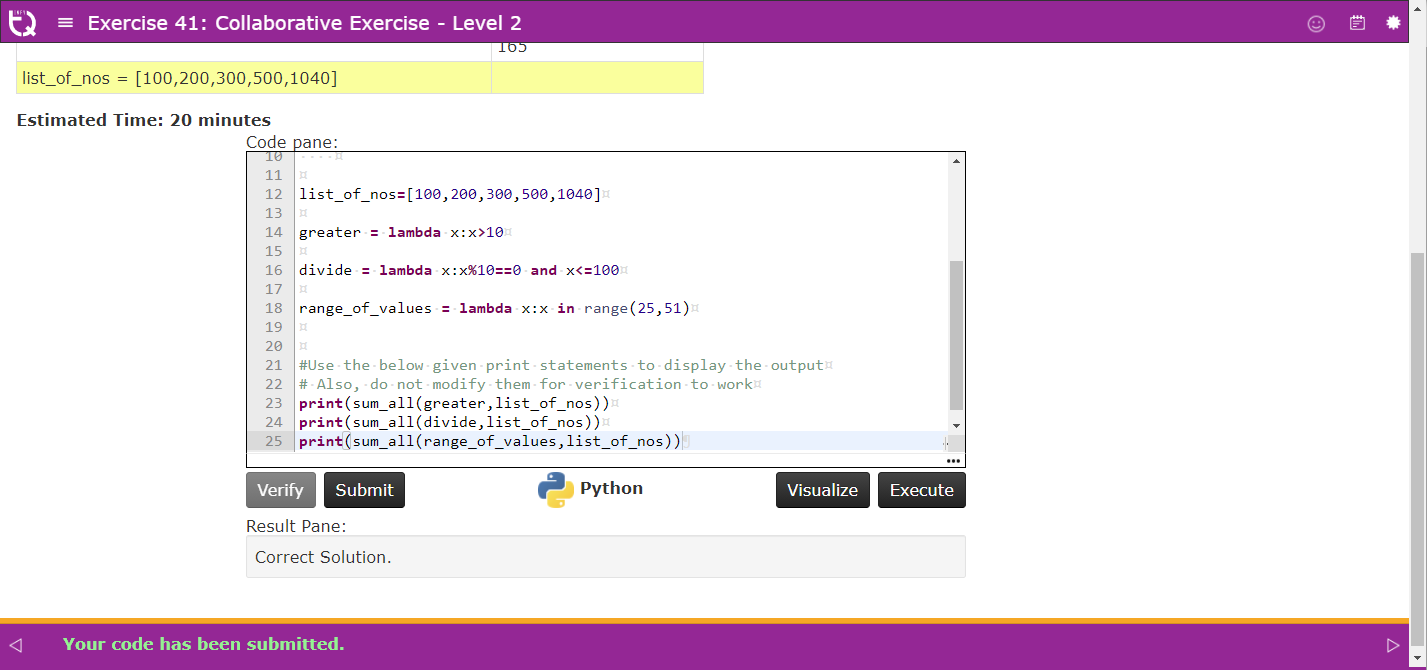 Exercise 41: Collaborative Exercise - Level 2
165
list_of_nos = [100,200,300,500,1040]
Estimated Time: 20 minutes
Code pane:
10
11
12 list_of_nos=[100,200,300,500,1040]
13
14 greater = lambda x:x>10
15
16 divide = lambda x:x%10==0 and x<=100
17
18 range_of_values = lambda x:x in range(25,51)
19
20
21 #Use the below given print statements to display the output
22 # Also, do not modify them for verification to work
23 print(sum_all(greater,list_of_nos))
24 print(sum_all(divide,list_of_nos))
25 print(sum_all(range_of_values,list_of_nos))
Verify Submit Python Visualize Execute
Result Pane:
Correct Solution.
Your code has been submitted.